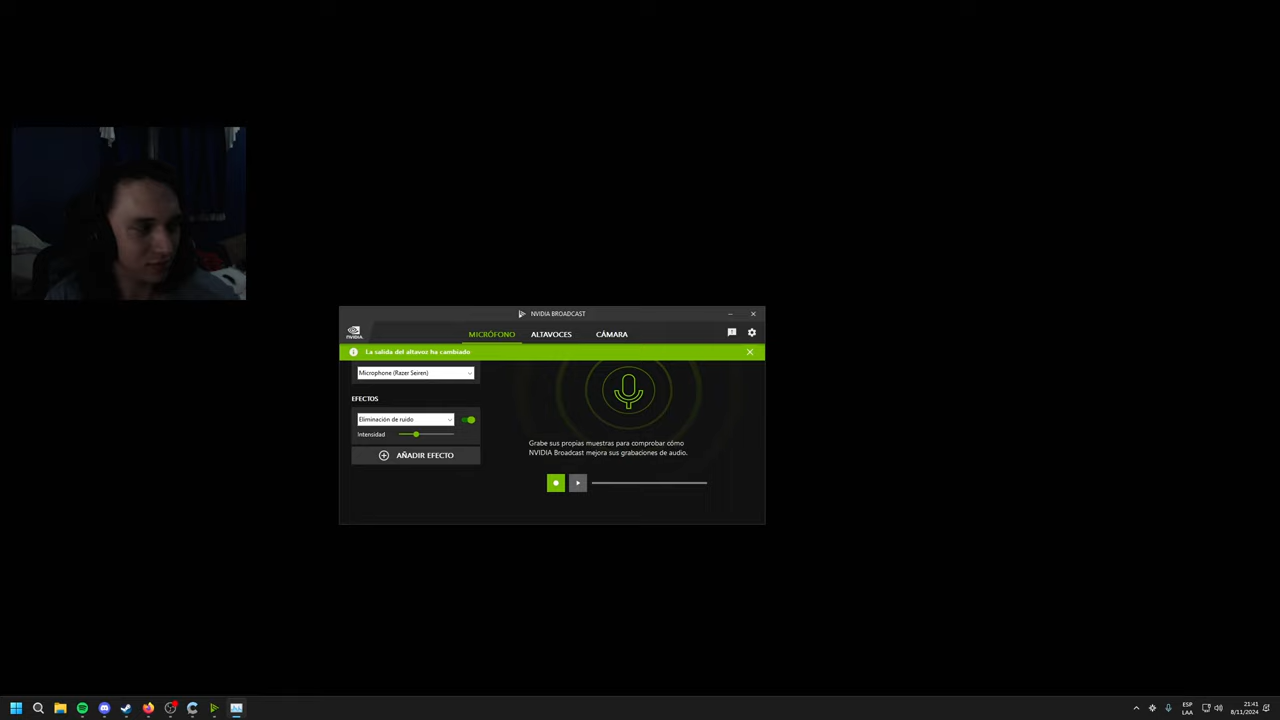 NVIDIA BROADCAST
NVIDIA
MICRÓFONO
ALTAVOCES
CÁMARA
La salida del altavoz ha cambiado
Microphone (Razer Seiren)
EFECTOS
Eliminación de ruido
Intensidad
AÑADIR EFECTO
Grabe sus propias muestras para comprobar cómo
NVIDIA Broadcast mejora sus grabaciones de audio.
ESP
LAA
21:41
8/11/2024